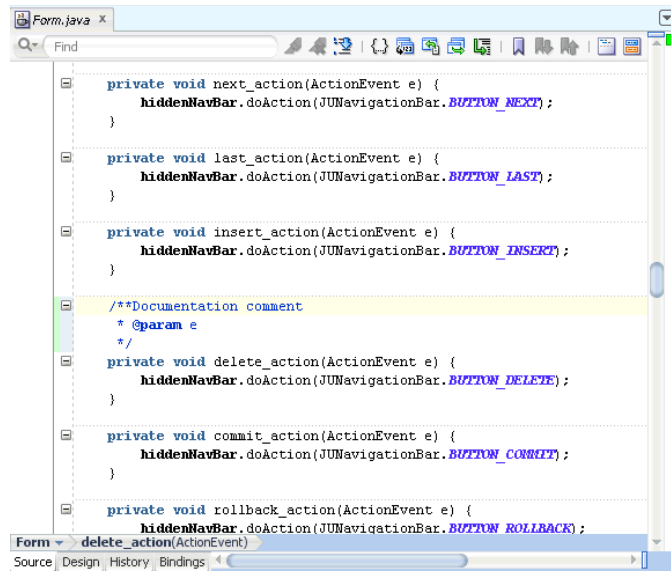 Form.java x
Find
private void next_action(ActionEvent e) {
hiddenNavBar.doAction(JUNavigationBar.BUTTON_NEXT);
}
private void last_action(ActionEvent e) {
hiddenNavBar.doAction(JUNavigationBar.BUTTON_LAST);
}
private void insert_action(ActionEvent e) {
hiddenNavBar.doAction(JUNavigationBar.BUTTON_INSERT);
}
/**Documentation comment
* @param e
*/
private void delete_action(ActionEvent e) {
hiddenNavBar.doAction(JUNavigationBar.BUTTON_DELETE);
}
private void commit_action(ActionEvent e) {
hiddenNavBar.doAction(JUNavigationBar.BUTTON_COMMIT);
}
private void rollback_action(ActionEvent e) {
hiddenNavBar.doAction(JUNavigationBar.BUTTON_ROLLBACK);
Form delete_action(ActionEvent)
Source Design History Bindings